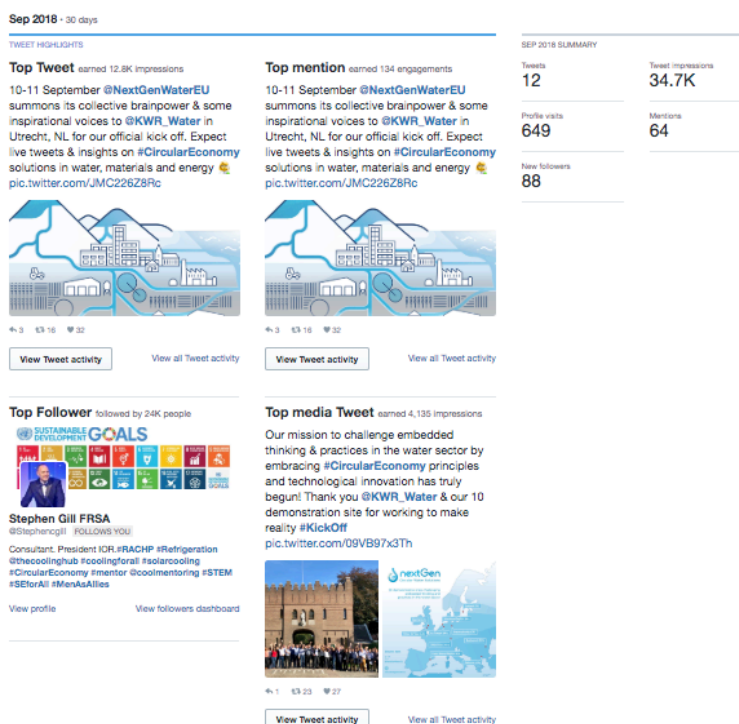 Sep 2018 · 30 days
TWEET HIGHLIGHTS
Top Tweet earned 12.8K impressions
10-11 September @NextGenWaterEU
summons its collective brainpower & some
inspirational voices to @KWR_Water in
Utrecht, NL for our official kick off. Expect
live tweets & insights on #CircularEconomy
solutions in water, materials and energy
pic.twitter.com/JMC226Z8Rc
3 16 32
View Tweet activity View all Tweet activity
Top mention earned 134 engagements
10-11 September @NextGenWaterEU
summons its collective brainpower & some
inspirational voices to @KWR_Water in
Utrecht, NL for our official kick off. Expect
live tweets & insights on #CircularEconomy
solutions in water, materials and energy
pic.twitter.com/JMC226Z8Rc
3 16 32
View Tweet activity View all Tweet activity
Top Follower followed by 24K people
SUSTAINABLE
DEVELOPMENT GOALS
Stephen Gill FRSA
@Stephencgill FOLLOWS YOU
Consultant. President IOR.#RACHP #Refrigeration
@thecoolinghub #coolingforall #solarcooling
#CircularEconomy #mentor @coolmentoring #STEM
#SEforAll #MenAsAllies
View profile View followers dashboard
Top media Tweet earned 4,135 impressions
Our mission to challenge embedded
thinking & practices in the water sector by
embracing #CircularEconomy principles
and technological innovation has truly
begun! Thank you @KWR_Water & our 10
demonstration site for working to make
reality #KickOff
pic.twitter.com/09VB97x3Th
nextGen
1 23 27
View Tweet activity View all Tweet activity
SEP 2018 SUMMARY
Tweets Tweet impressions
12 34.7K
Profile visits Mentions
649 64
New followers
88